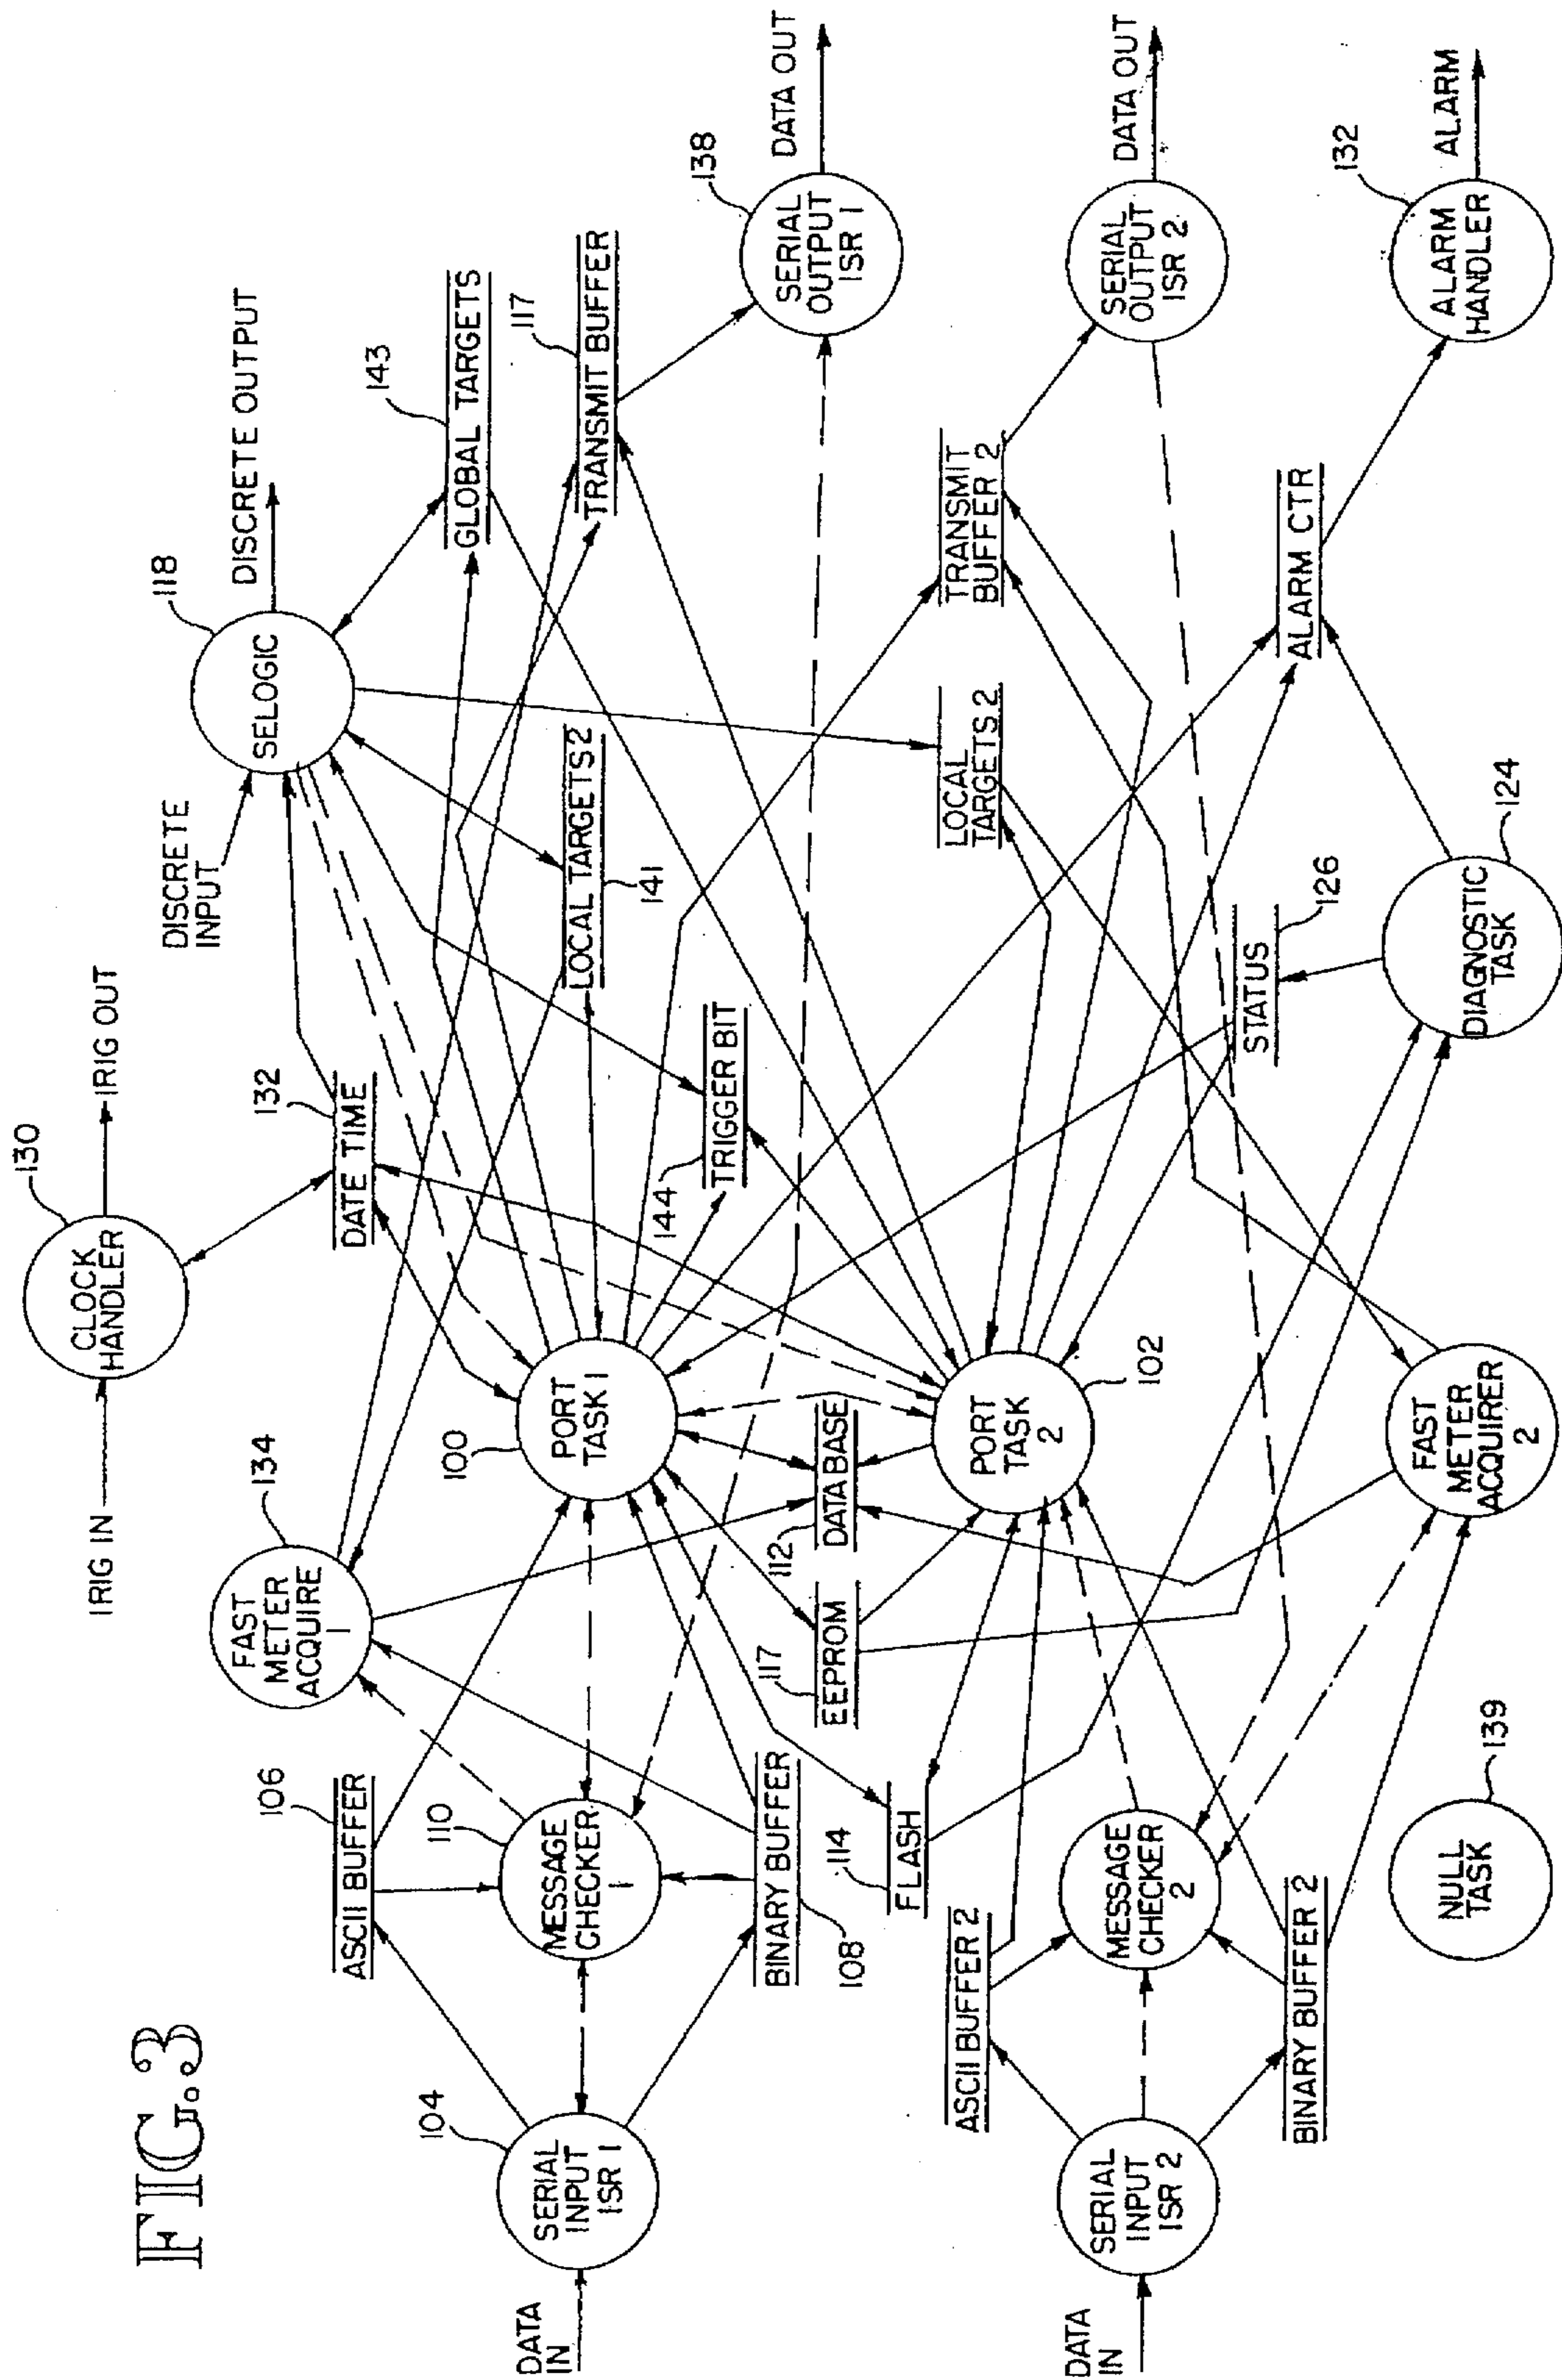 FIG.3
IRIG IN
CLOCK
HANDLER
130
IRIG OUT
DATE TIME
132
DISCRETE
INPUT
SELOGIC
118
DISCRETE OUTPUT
143
GLOBAL TARGETS
117
TRANSMIT BUFFER
FAST
METER
ACQUIRE
1
134
LOCAL TARGETS 2
141
144
TRIGGER BIT
DATA
IN
SERIAL
INPUT
ISR 1
104
ASCII BUFFER
106
MESSAGE
CHECKER
1
110
BINARY BUFFER
108
PORT
TASK 1
100
SERIAL
OUTPUT
ISR 1
138
DATA OUT
117
EEPROM
112
DATA BASE
114
FLASH
PORT
TASK
2
102
LOCAL
TARGETS 2
TRANSMIT
BUFFER 2
SERIAL
OUTPUT
ISR 2
DATA OUT
DATA
IN
SERIAL
INPUT
ISR 2
ASCII BUFFER 2
MESSAGE
CHECKER
2
BINARY BUFFER 2
NULL
TASK
139
FAST
METER
ACQUIRER
2
STATUS
126
DIAGNOSTIC
TASK
124
ALARM CTR
ALARM
HANDLER
132
ALARM